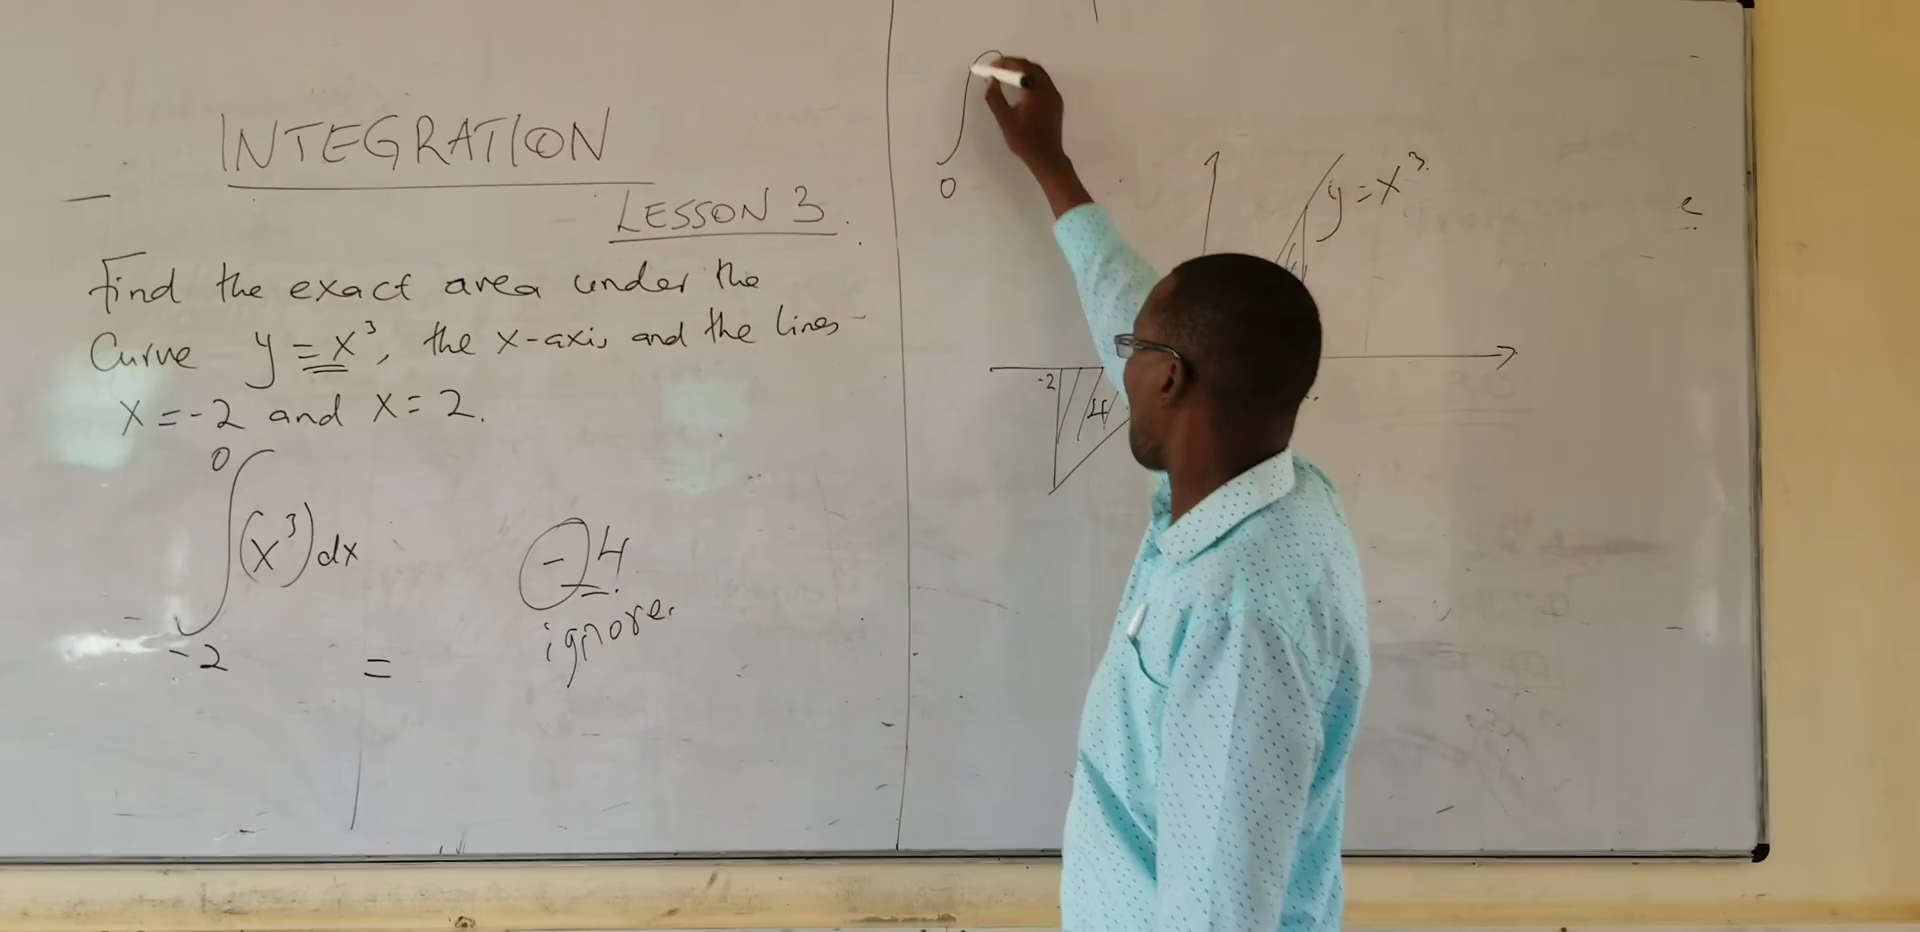 INTEGRATION
LESSON 3.
Find the exact area under the
Curve y = x³, the x-axis and the lines
x = -2 and x = 2.
0
∫(x³)dx
-2
=
-24.
ignore.
0
y = x³
-2
4